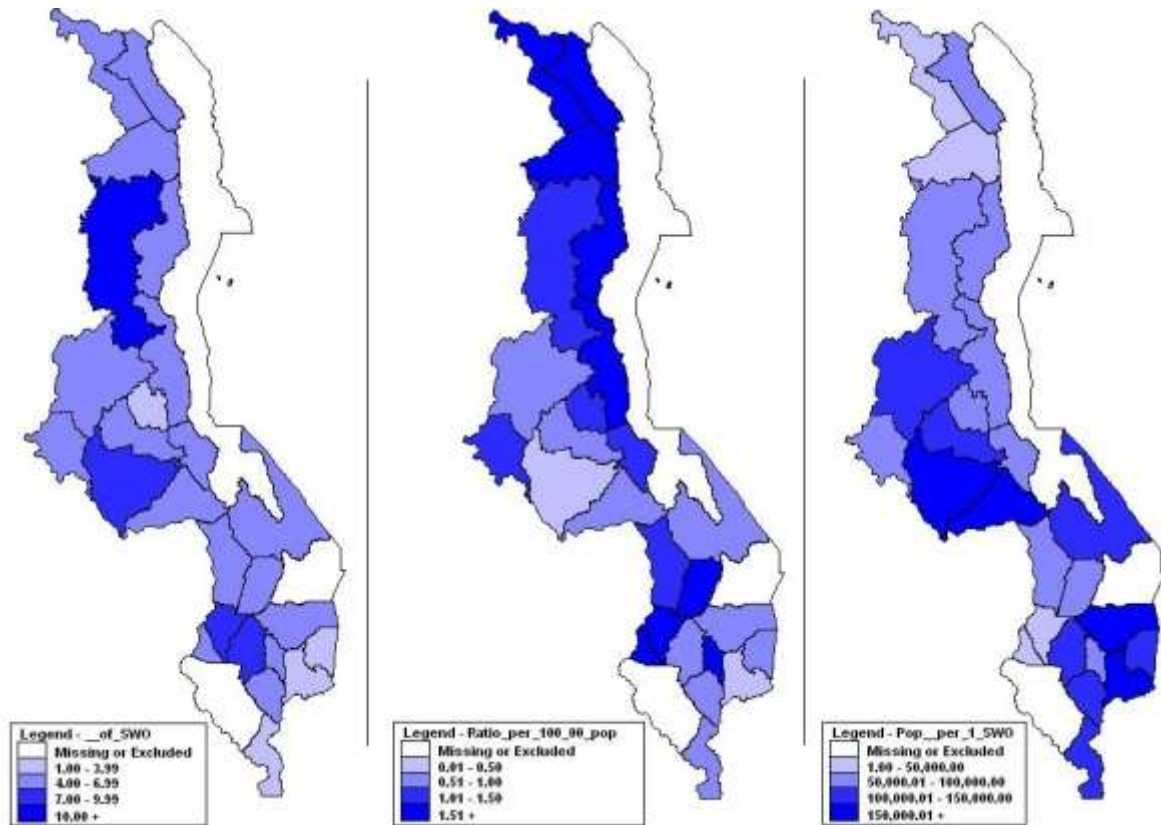 Legend - __of_SWO
Missing or Excluded
1.00 - 3.99
4.00 - 6.99
7.00 - 9.99
10.00 +
Legend - Ratio_per_100_00_pop
Missing or Excluded
0.01 - 0.50
0.51 - 1.00
1.01 - 1.50
1.51 +
Legend - Pop__per_1_SWO
Missing or Excluded
1.00 - 50,000.00
50,000.01 - 100,000.00
100,000.01 - 150,000.00
150,000.01 +